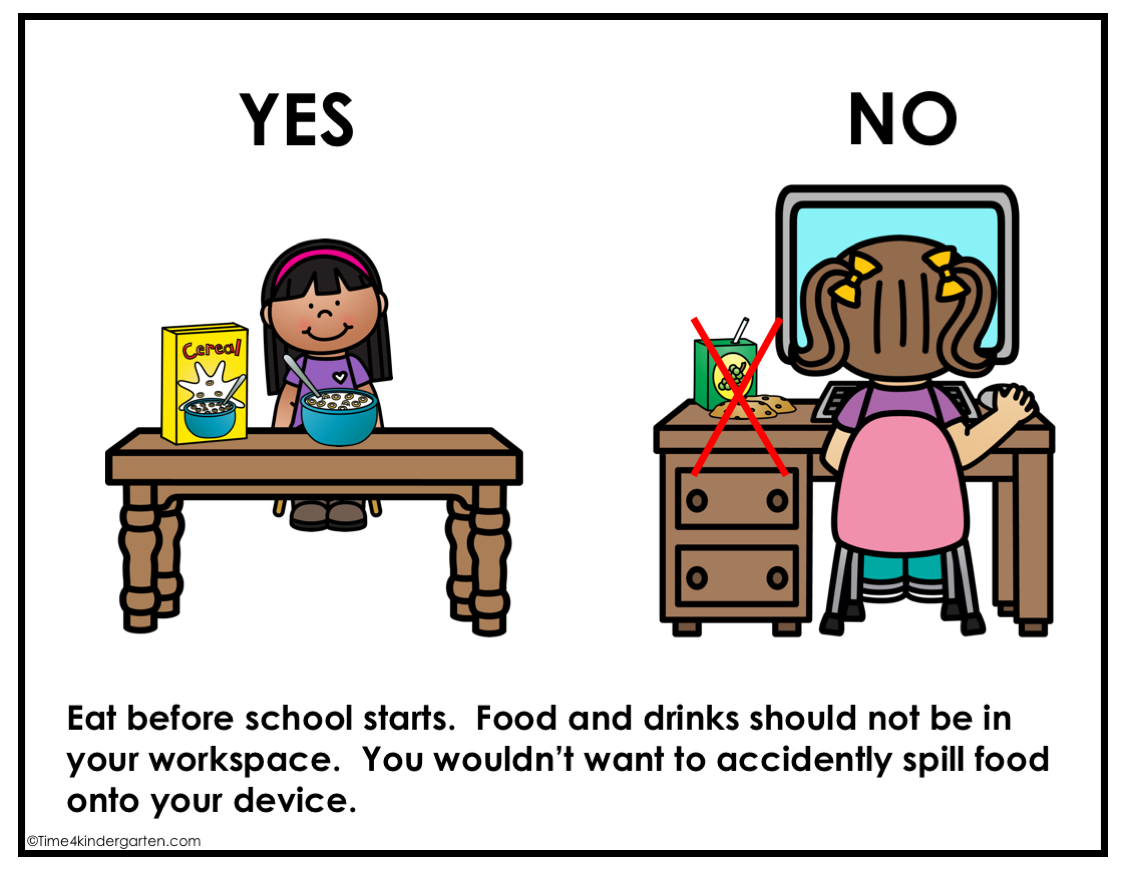 YES
NO
Cereal
Eat before school starts.  Food and drinks should not be in
your workspace.  You wouldn't want to accidently spill food
onto your device.
©Time4kindergarten.com